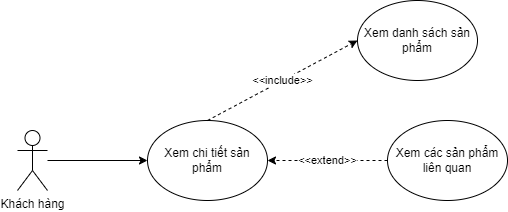 Xem danh sách sản
phẩm
<<include>>
Xem chi tiết sản
phẩm
<<extend>>
Xem các sản phẩm
liên quan
Khách hàng